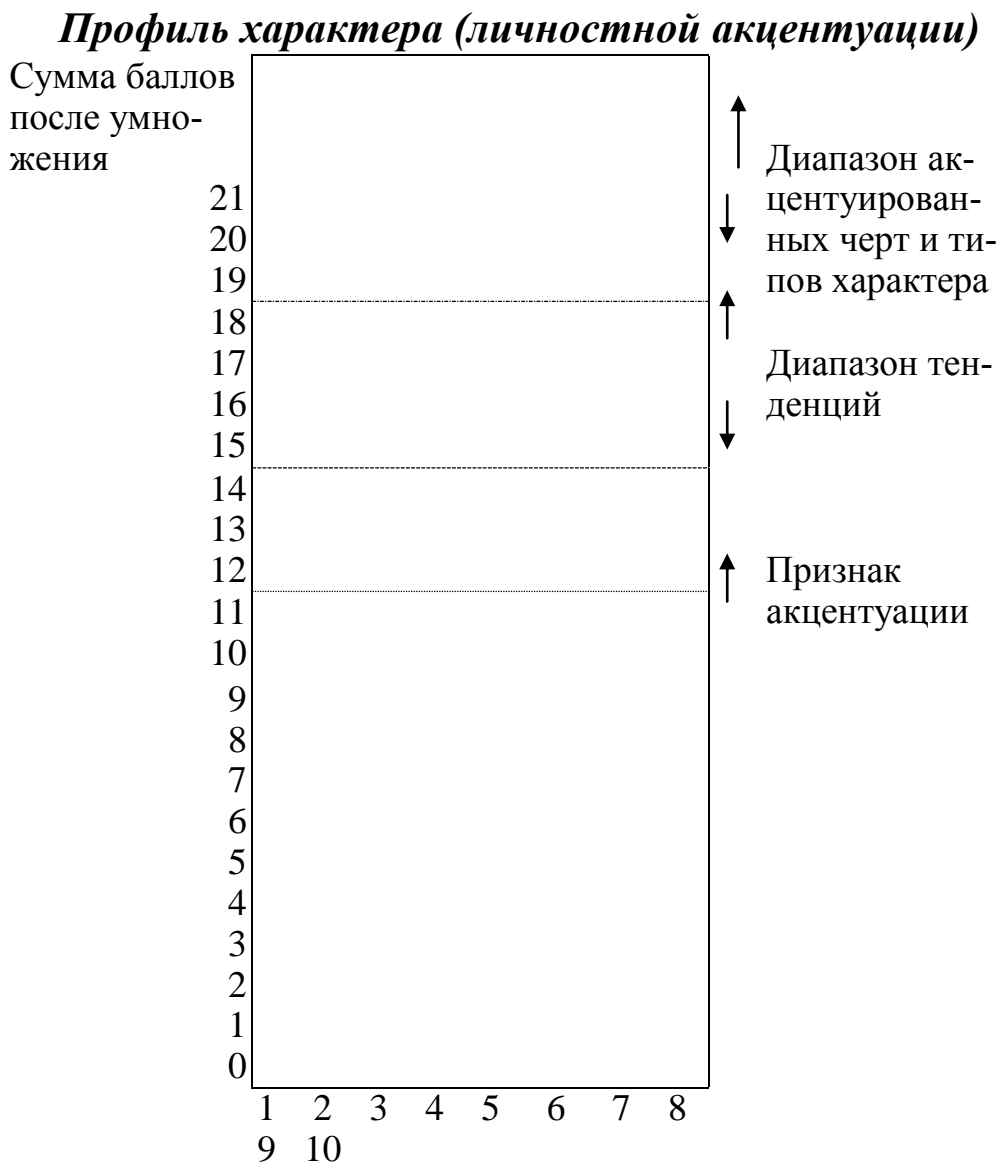 Профиль характера (личностной акцентуации)
Сумма баллов
после умно-
жения
21
20
19
18
17
16
15
14
13
12
11
10
9
8
7
6
5
4
3
2
1
0
Диапазон ак-
центуирован-
ных черт и ти-
пов характера
Диапазон тен-
денций
Признак
акцентуации
1 2 3 4 5 6 7 8
9 10